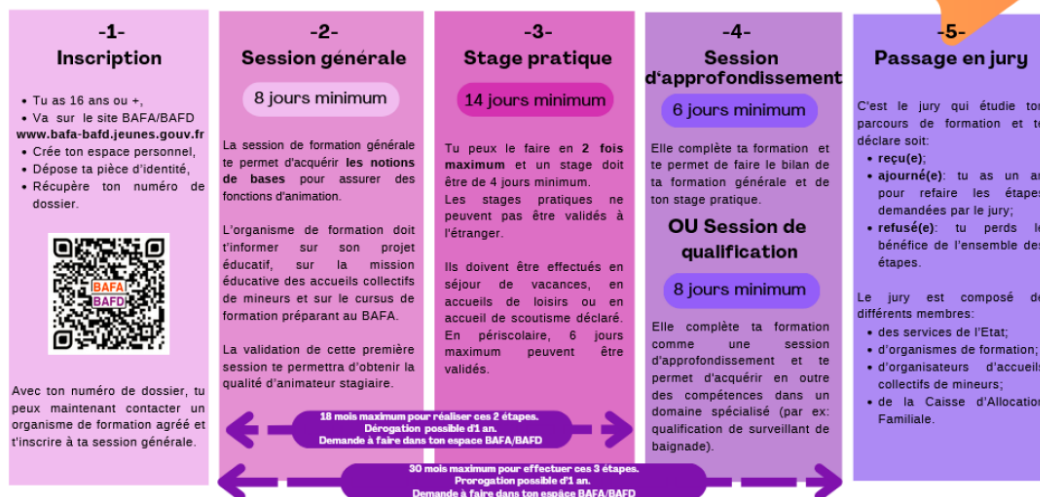 -1-
Inscription
Tu as 16 ans ou +,
Va sur le site BAFA/BAFD
www.bafa-bafd.jeunes.gouv.fr
Crée ton espace personnel,
Dépose ta pièce d'identité,
Récupère ton numéro de
dossier.
BAFA
BAFD
Avec ton numéro de dossier, tu
peux maintenant contacter un
organisme de formation agréé et
t'inscrire à ta session générale.
-2-
Session générale
8 jours minimum
La session de formation générale
te permet d'acquérir les notions
de bases pour assurer des
fonctions d'animation.
L'organisme de formation doit
t'informer sur son projet
éducatif, sur la mission
éducative des accueils collectifs
de mineurs et sur le cursus de
formation préparant au BAFA.
La validation de cette première
session te permettra d'obtenir la
qualité d'animateur stagiaire.
-3-
Stage pratique
14 jours minimum
Tu peux le faire en 2 fois
maximum et un stage doit
être de 4 jours minimum.
Les stages pratiques ne
peuvent pas être validés à
l'étranger.
Ils doivent être effectués en
séjour de vacances, en
accueils de loisirs ou en
accueil de scoutisme déclaré.
En périscolaire, 6 jours
maximum peuvent être
validés.
18 mois maximum pour réaliser ces 2 étapes.
Dérogation possible d'1 an.
Demande à faire dans ton espace BAFA/BAFD
-4-
Session
d'approfondissement
6 jours minimum
Elle complète ta formation et
te permet de faire le bilan de
ta formation générale et de
ton stage pratique.
OU Session de
qualification
8 jours minimum
Elle complète ta formation
comme une session
d'approfondissement et te
permet d'acquérir en outre
des compétences dans un
domaine spécialisé (par ex:
qualification de surveillant de
baignade).
30 mois maximum pour effectuer ces 3 étapes.
Prorogation possible d'1 an.
Demande à faire dans ton espace BAFA/BAFD
-5-
Passage en jury
C'est le jury qui étudie
parcours de formation et
déclare soit:
reçu(e);
ajourné(e): tu as un
pour refaire les étapes
demandées par le jury;
refusé(e): tu perds
bénéfice de l'ensemble des
étapes.
Le jury est composé
différents membres:
des services de l'Etat;
d'organismes de formation;
d'organisateurs d'accueils
collectifs de mineurs;
de la Caisse d'Allocation
Familiale.